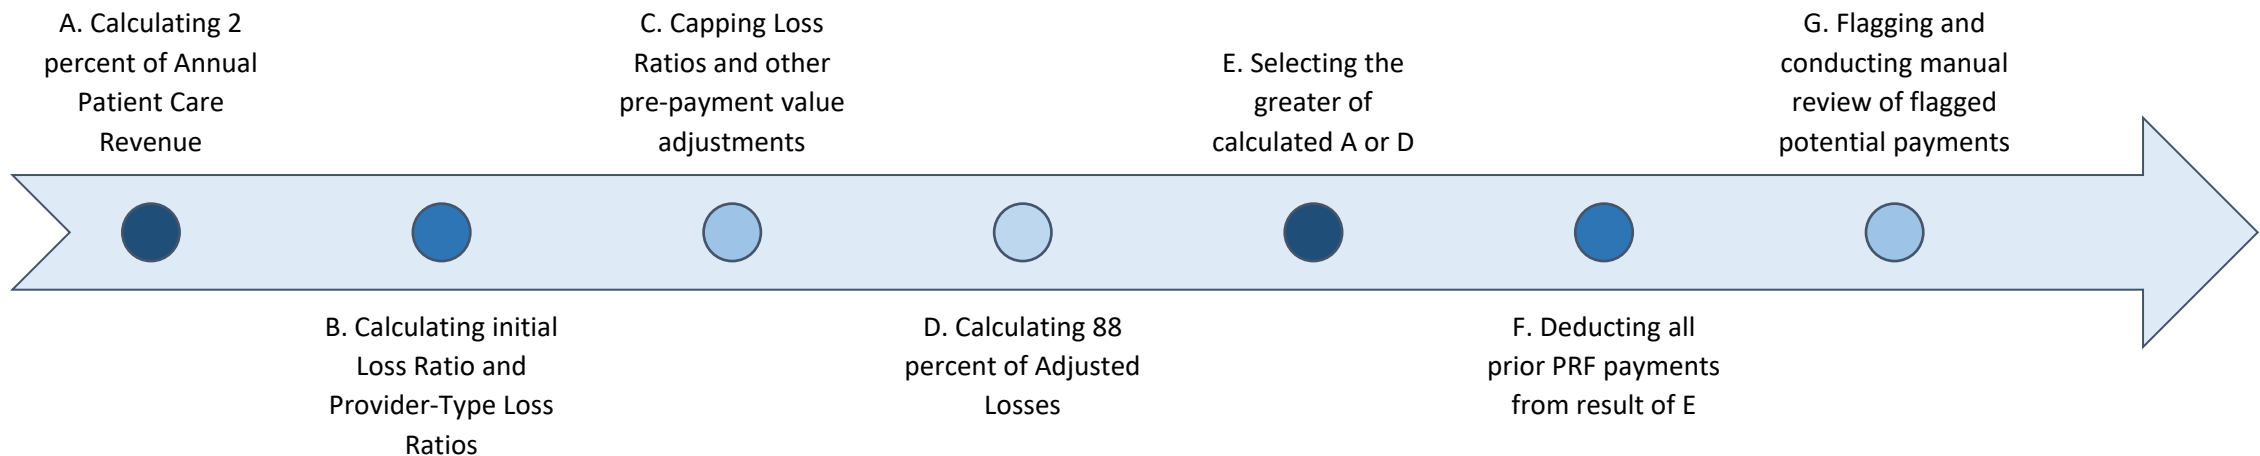 A. Calculating 2
percent of Annual
Patient Care
Revenue
B. Calculating initial
Loss Ratio and
Provider-Type Loss
Ratios
C. Capping Loss
Ratios and other
pre-payment value
adjustments
D. Calculating 88
percent of Adjusted
Losses
E. Selecting the
greater of
calculated A or D
F. Deducting all
prior PRF payments
from result of E
G. Flagging and
conducting manual
review of flagged
potential payments